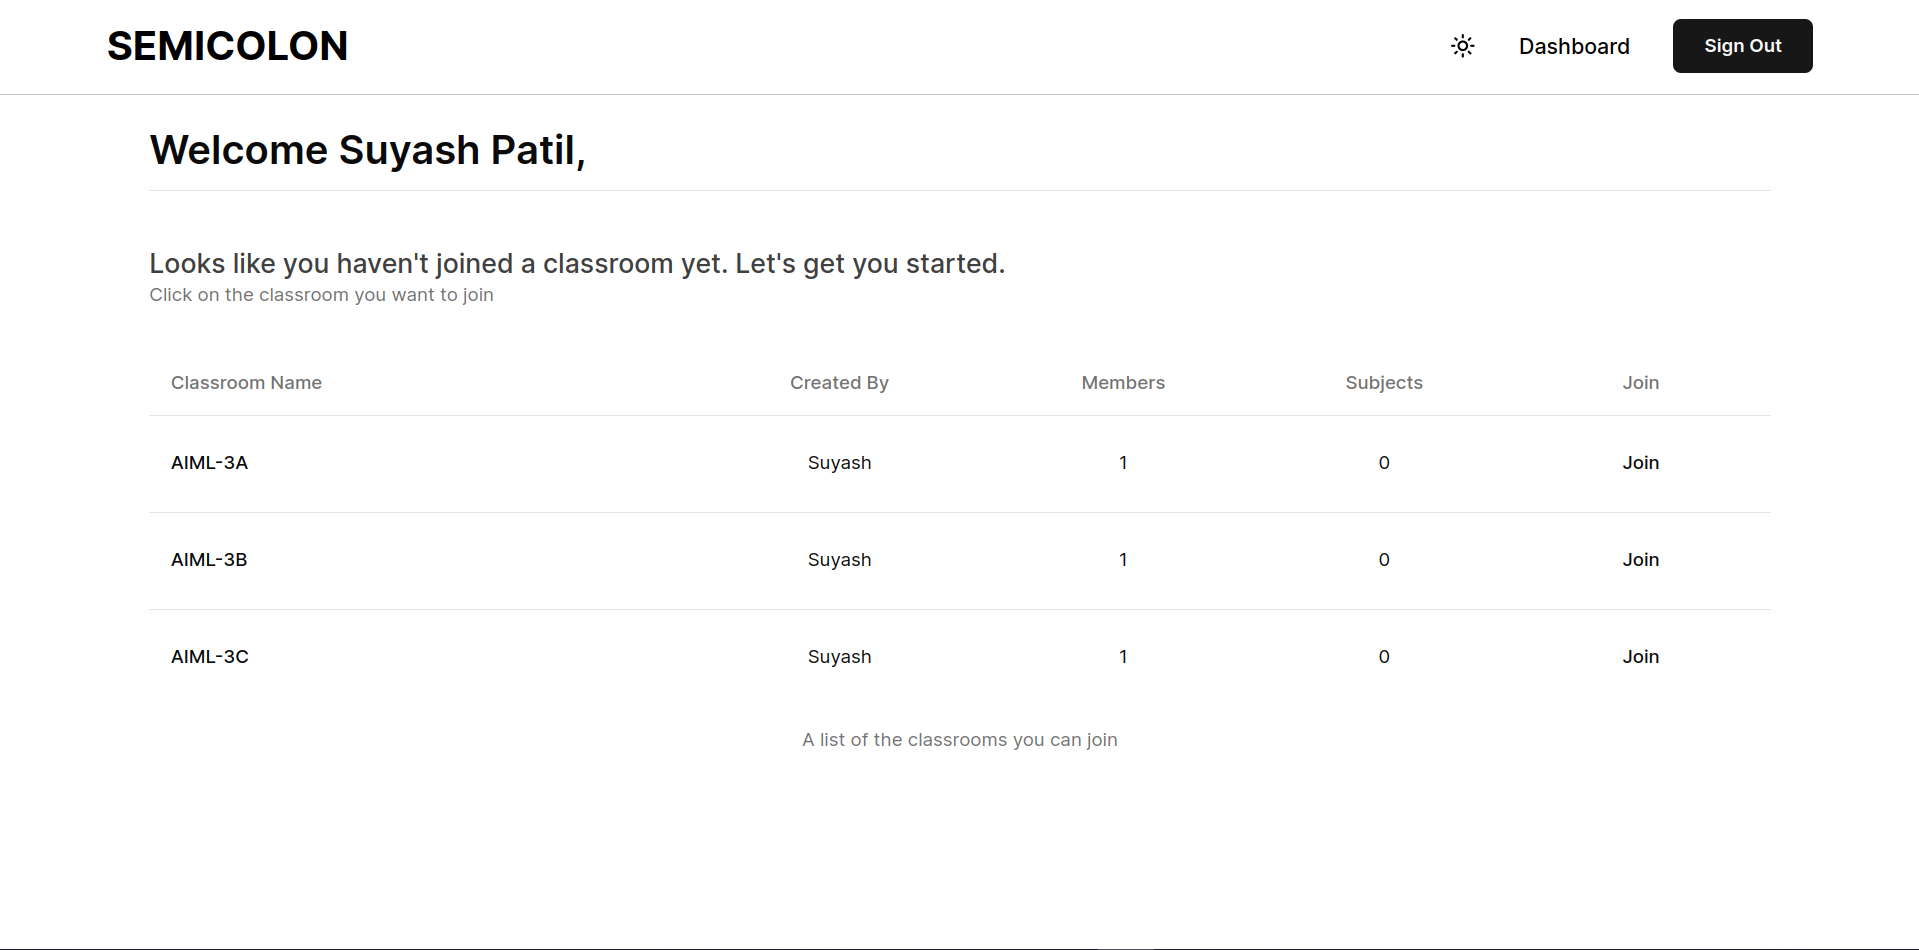 SEMICOLON
Dashboard
Sign Out
Welcome Suyash Patil,
Looks like you haven't joined a classroom yet. Let's get you started.
Click on the classroom you want to join
Classroom Name Created By Members Subjects Join
AIML-3A Suyash 1 0 Join
AIML-3B Suyash 1 0 Join
AIML-3C Suyash 1 0 Join
A list of the classrooms you can join